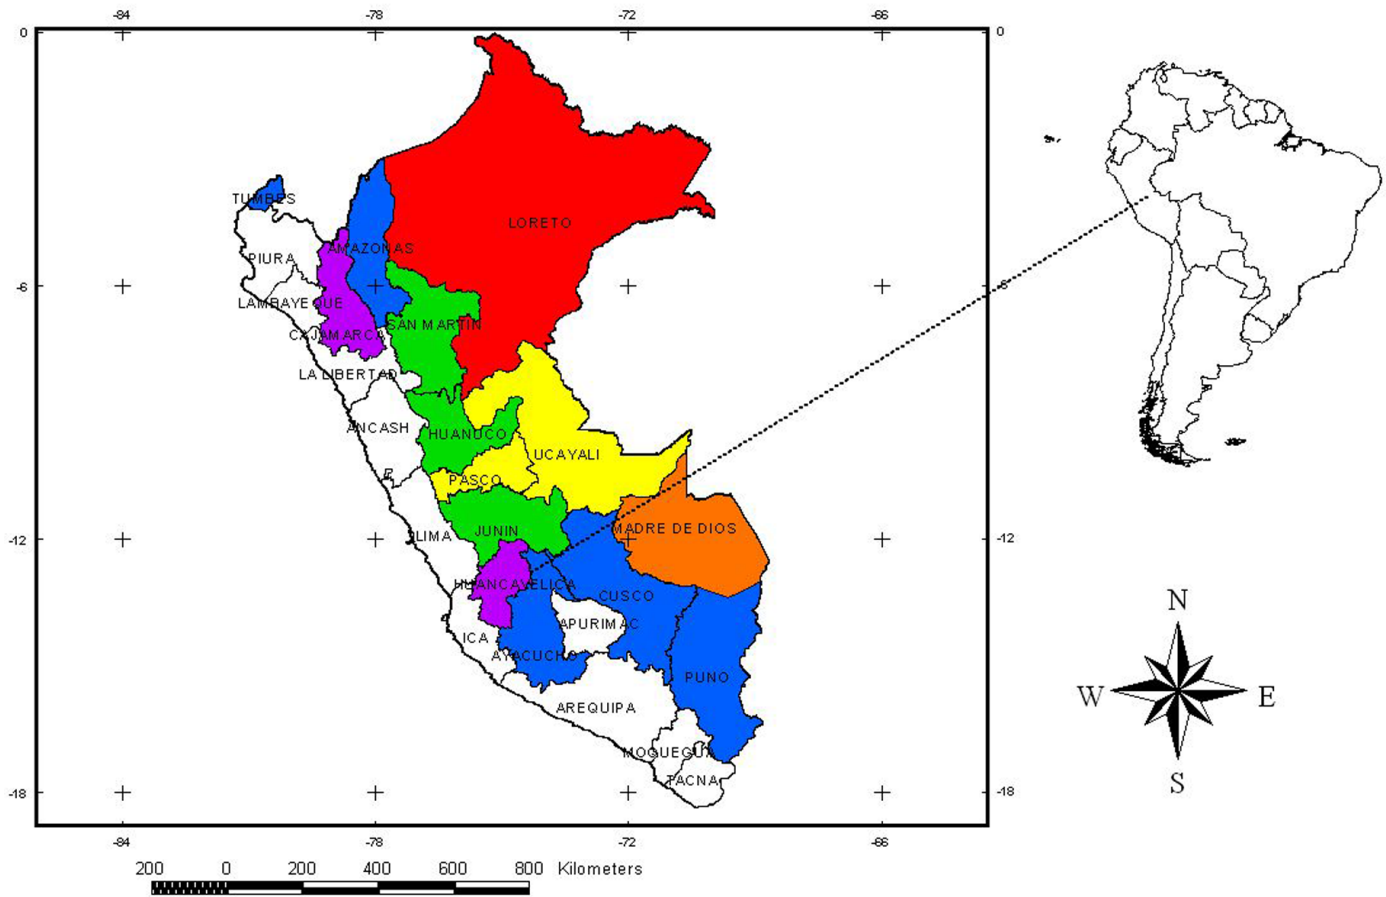 -84 -78 -72 -66
0 0
TUMBES
LORETO
AMAZONAS
PIURA
-6 -6
LAMBAYEQUE
SAN MARTIN
CAJAMARCA
LA LIBERTAD
ANCASH
HUANUCO
UCAYALI
PASCO
MADRE DE DIOS
JUNIN
LIMA
-12 -12
HUANCAVELICA
CUSCO
APURIMAC
ICA
AYACUCHO
PUNO
AREQUIPA
MOQUEGUA
TACNA
-18 -18
-84 -78 -72 -66
200 0 200 400 600 800 Kilometers
N
W E
S